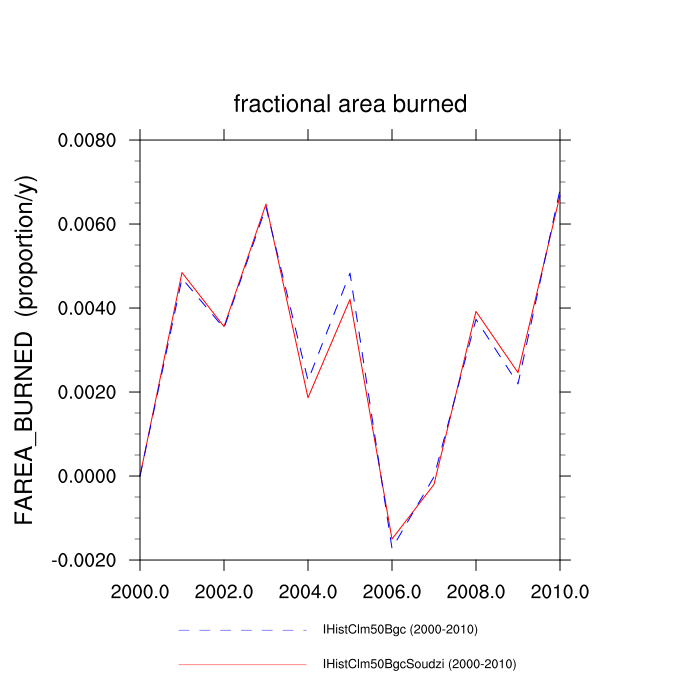 fractional area burned
FAREA_BURNED (proportion/y)
0.0080
0.0060
0.0040
0.0020
0.0000
-0.0020
2000.0 2002.0 2004.0 2006.0 2008.0 2010.0
IHistClm50Bgc (2000-2010)
IHistClm50BgcSoudzi (2000-2010)